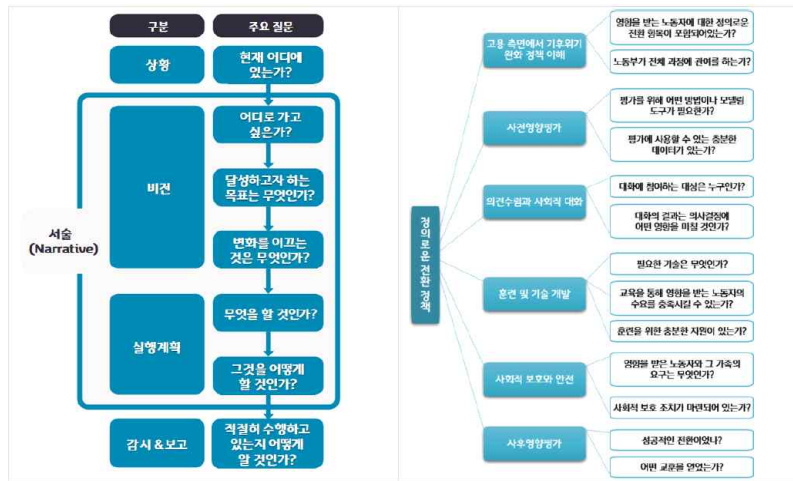 구분
주요 질문
상황
현재 어디에
있는가?
서술
(Narrative)
비전
어디로 가고
싶은가?
달성하고자 하는
목표는 무엇인가?
변화를 이끄는
것은 무엇인가?
실행계획
무엇을 할 것인가?
그것을 어떻게
할 것인가?
감시 &보고
적절히 수행하고
있는지 어떻게
알 것인가?
정의로운 전환 정책
고용 측면에서 기후위기
완화 정책 이해
영향을 받는 노동자에 대한 정의로운
전환 항목이 포함되어있는가?
노동부가 전체 과정에 관여를 하는가?
사전영향평가
평가를 위해 어떤 방법이나 모델링
도구가 필요한가?
평가에 사용할 수 있는 충분한
데이터가 있는가?
의견수렴과 사회적 대화
대화에 참여하는 대상은 누구인가?
대화의 결과는 의사결정에
어떤 영향을 미칠 것인가?
훈련 및 기술 개발
필요한 기술은 무엇인가?
교육을 통해 영향을 받는 노동자의
수요를 충족시킬 수 있는가?
훈련을 위한 충분한 지원이 있는가?
사회적 보호와 안전
영향을 받은 노동자와 그 가족의
요구는 무엇인가?
사회적 보호 조치가 마련되어 있는가?
사후영향평가
성공적인 전환이었나?
어떤 교훈을 얻었는가?